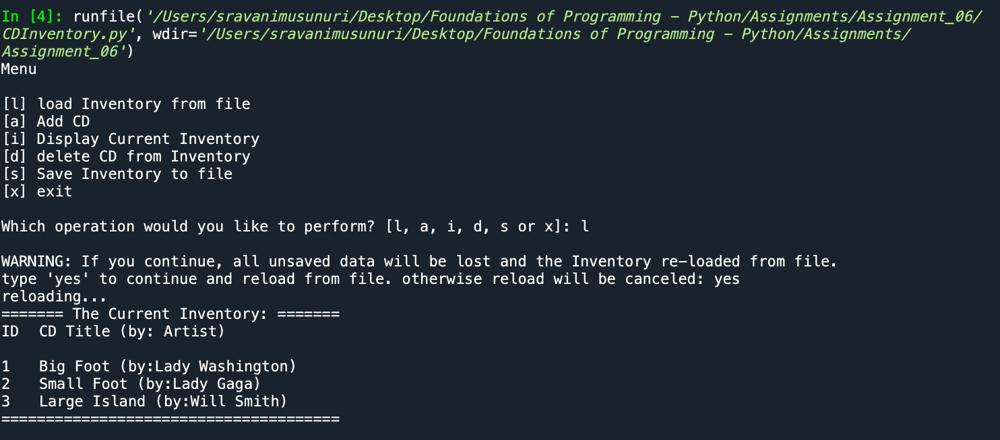 In [4]: runfile('/Users/sravanimusunuri/Desktop/Foundations of Programming – Python/Assignments/Assignment_06/
CDInventory.py', wdir='/Users/sravanimusunuri/Desktop/Foundations of Programming – Python/Assignments/
Assignment_06')
Menu
[l] load Inventory from file
[a] Add CD
[i] Display Current Inventory
[d] delete CD from Inventory
[s] Save Inventory to file
[x] exit
Which operation would you like to perform? [l, a, i, d, s or x]: l
WARNING: If you continue, all unsaved data will be lost and the Inventory re-loaded from file.
type 'yes' to continue and reload from file. otherwise reload will be canceled: yes
reloading...
======= The Current Inventory: =======
ID CD Title (by: Artist)
1 Big Foot (by:Lady Washington)
2 Small Foot (by:Lady Gaga)
3 Large Island (by:Will Smith)
======================================